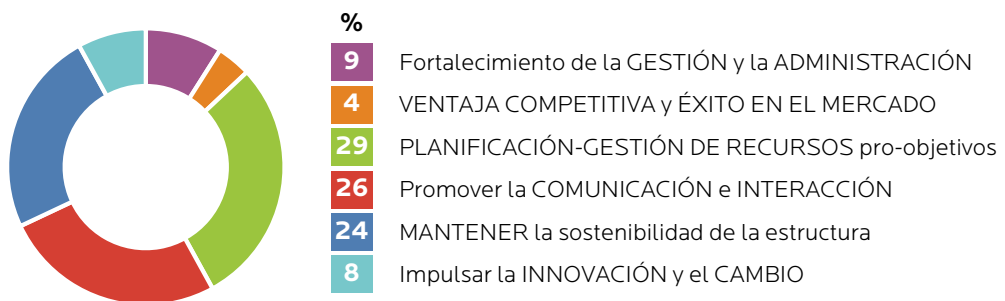 %
9 Fortalecimiento de la GESTIÓN y la ADMINISTRACIÓN
4 VENTAJA COMPETITIVA y ÉXITO EN EL MERCADO
29 PLANIFICACIÓN-GESTIÓN DE RECURSOS pro-objetivos
26 Promover la COMUNICACIÓN e INTERACCIÓN
24 MANTENER la sostenibilidad de la estructura
8 Impulsar la INNOVACIÓN y el CAMBIO